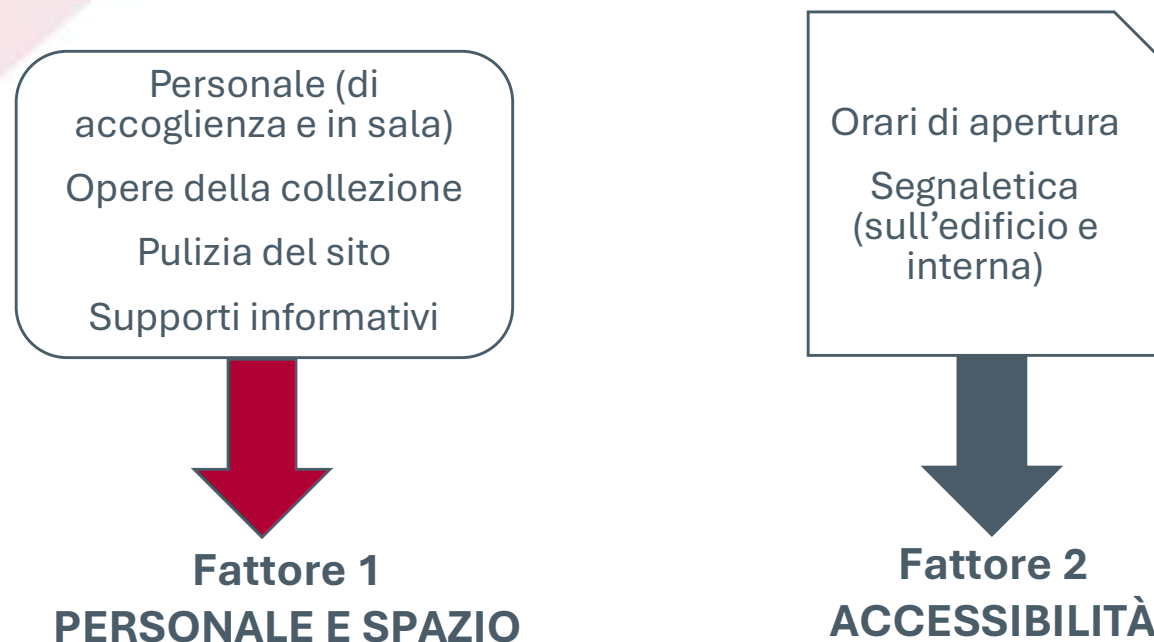 Personale (di
accoglienza e in sala)
Opere della collezione
Pulizia del sito
Supporti informativi
Fattore 1
PERSONALE E SPAZIO
Orari di apertura
Segnaletica
(sull’edificio e
interna)
Fattore 2
ACCESSIBILITÀ